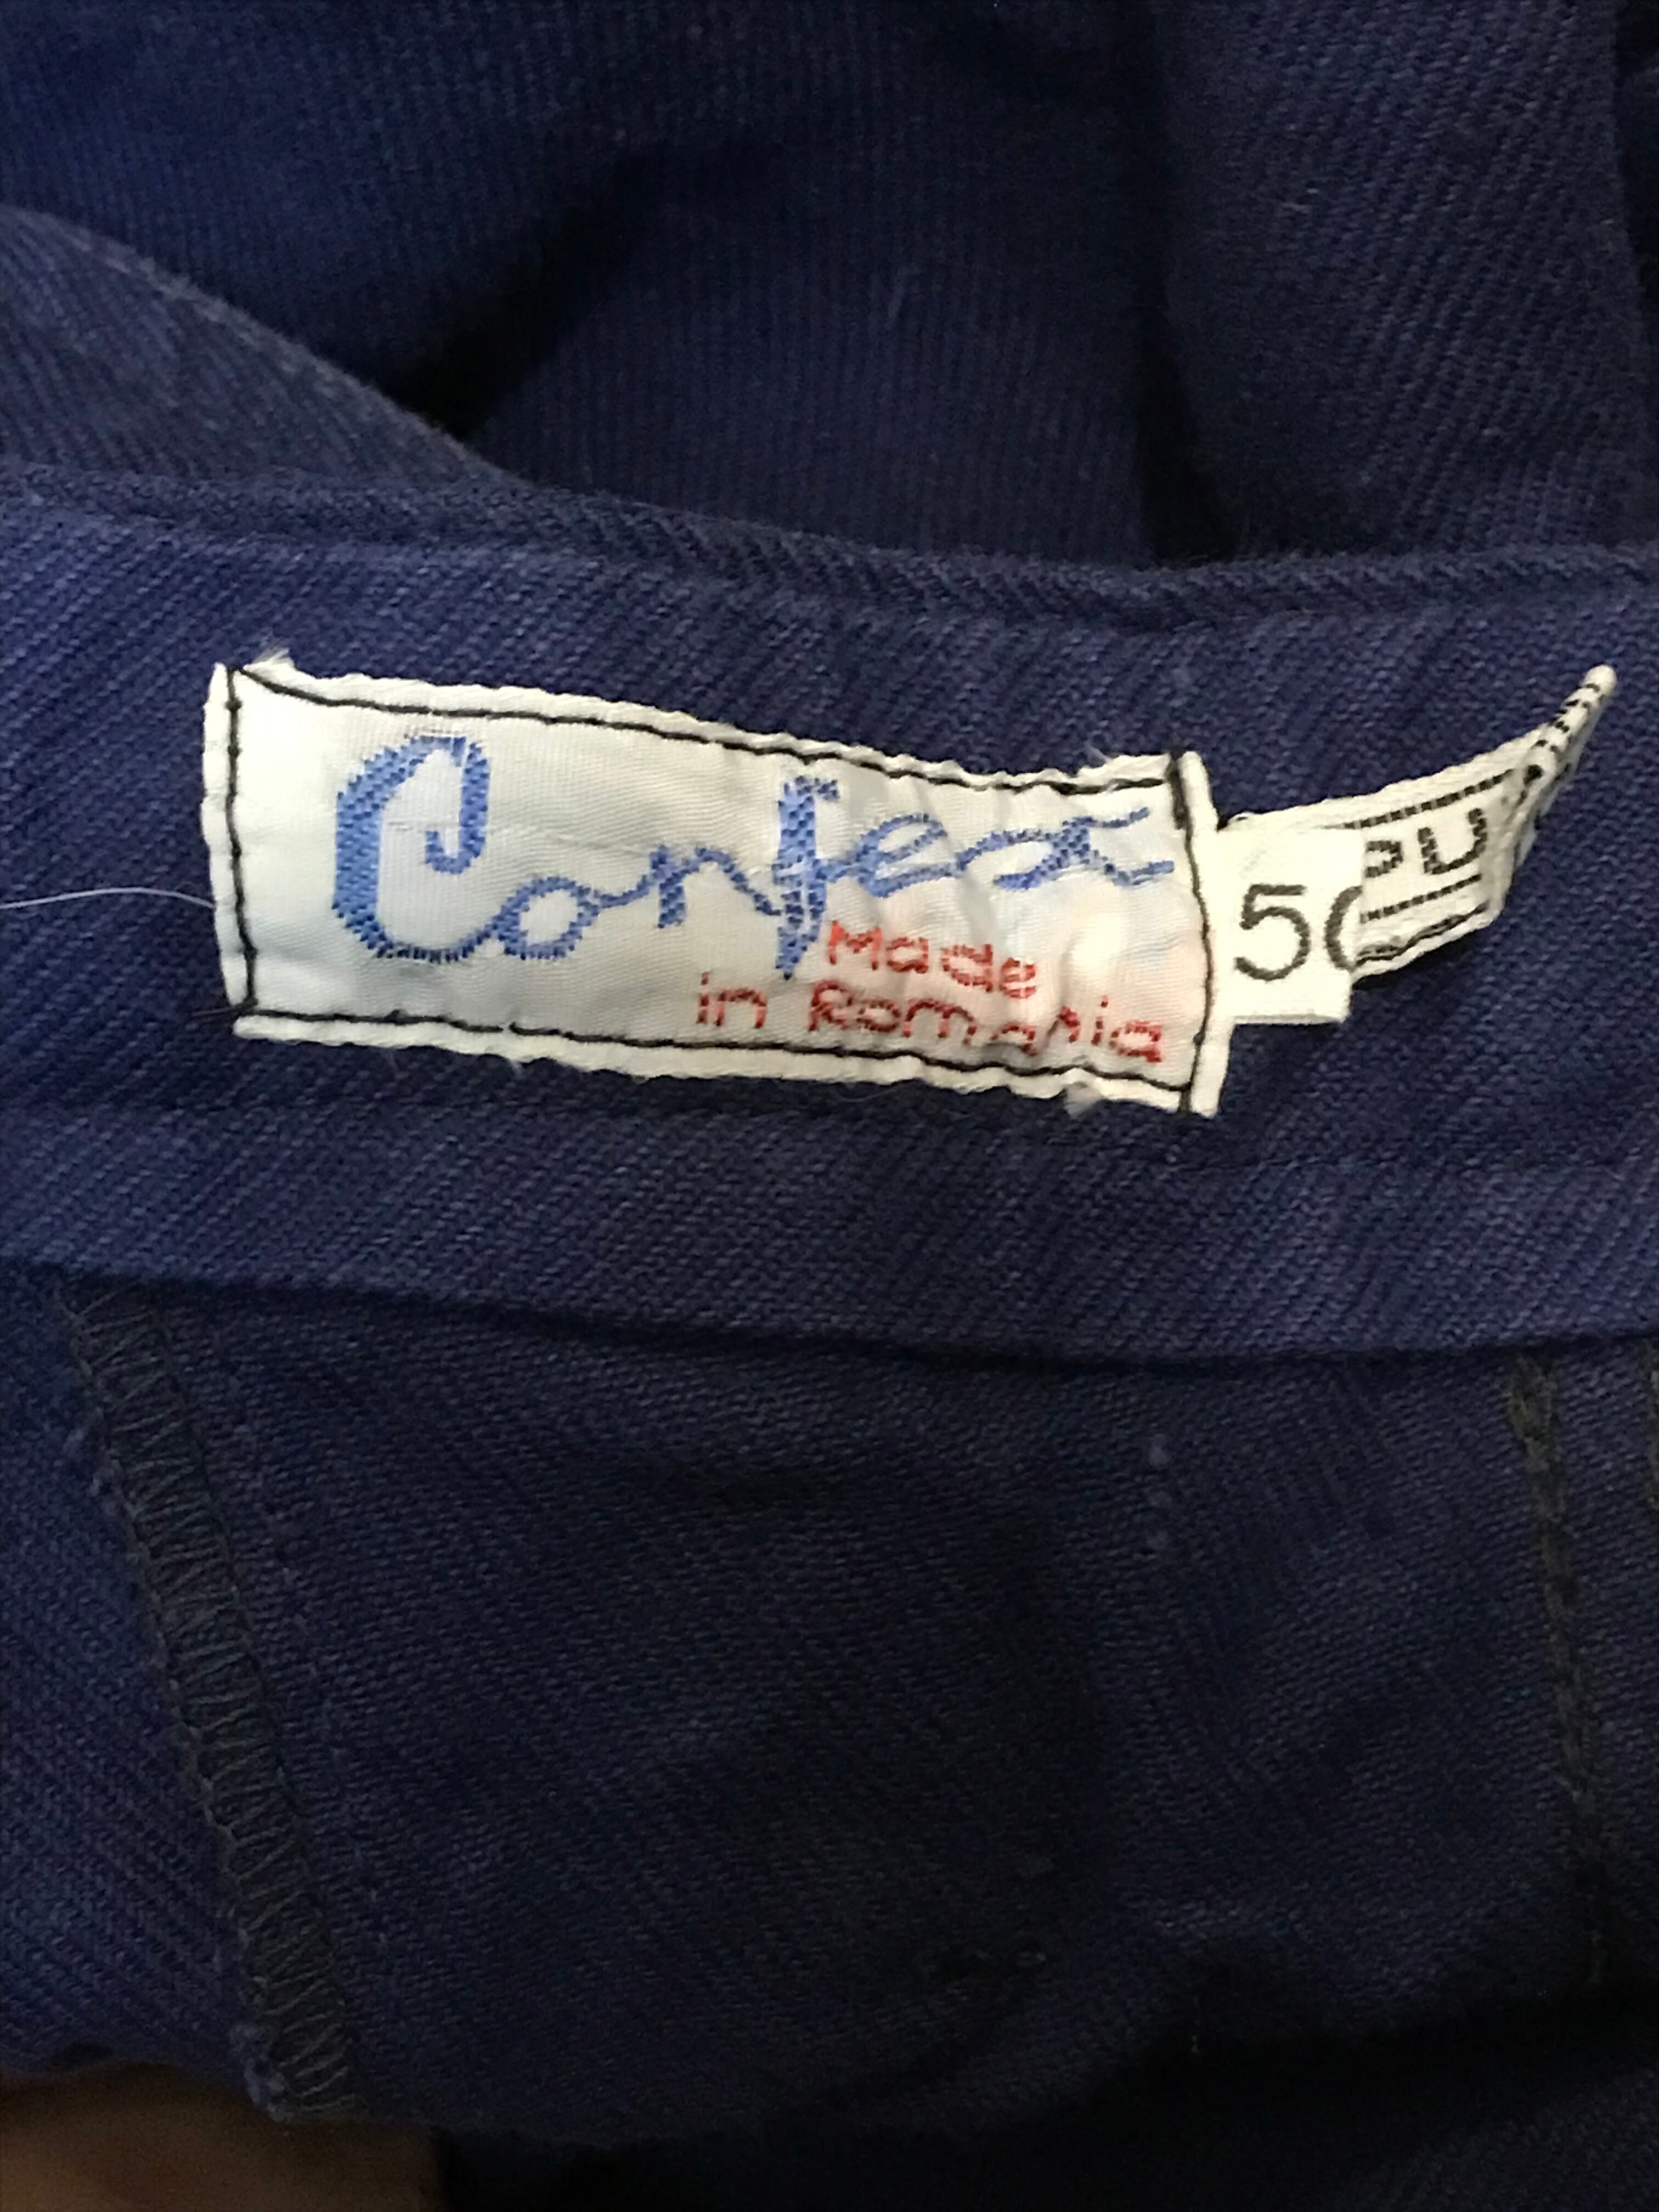 Confex
Made
in Romania
50